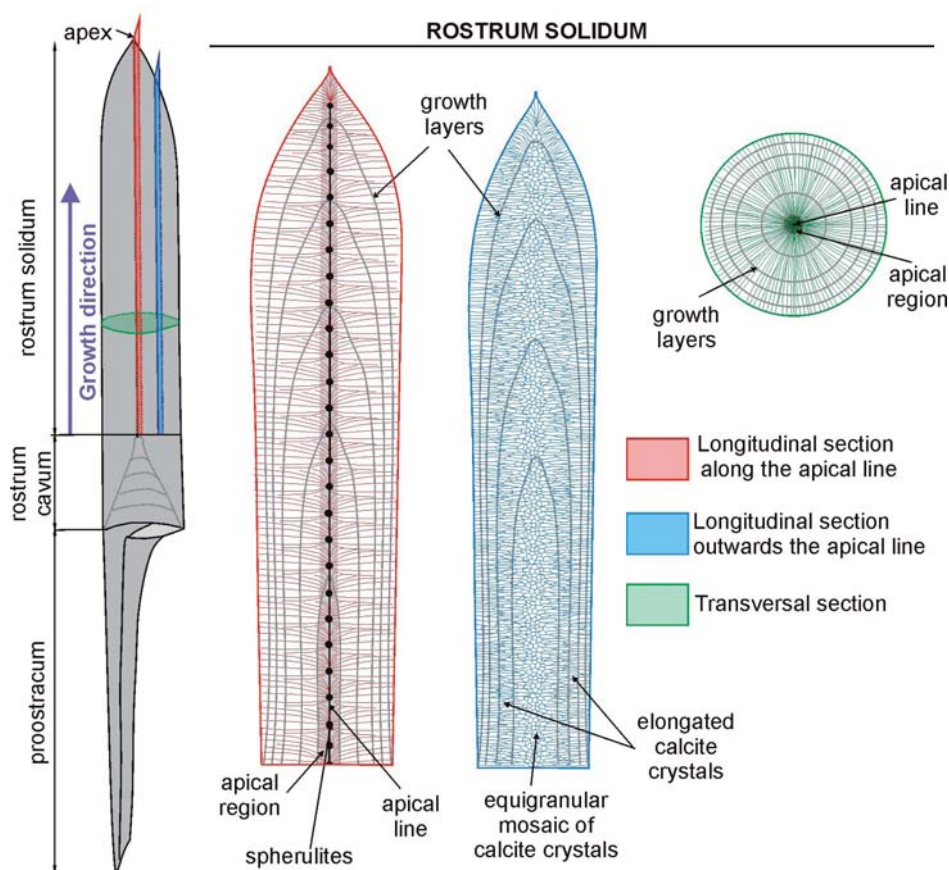 apex
ROSTRUM SOLIDUM
rostrum solidum
Growth direction
rostrum
cavum
proostracum
growth
layers
apical
region
apical
line
spherulites
equigranular
mosaic of
calcite crystals
elongated
calcite
crystals
apical
line
apical
region
growth
layers
Longitudinal section
along the apical line
Longitudinal section
outwards the apical line
Transversal section